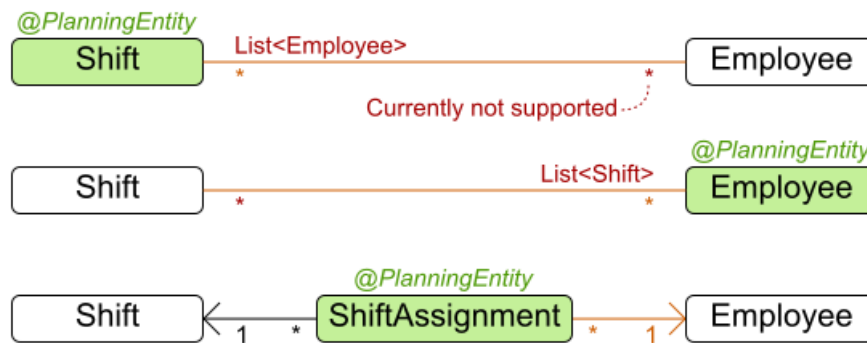 @PlanningEntity
Shift List<Employee> Employee
* *
Currently not supported
@PlanningEntity
Shift List<Shift> Employee
* *
@PlanningEntity
Shift ShiftAssignment Employee
1 * * 1